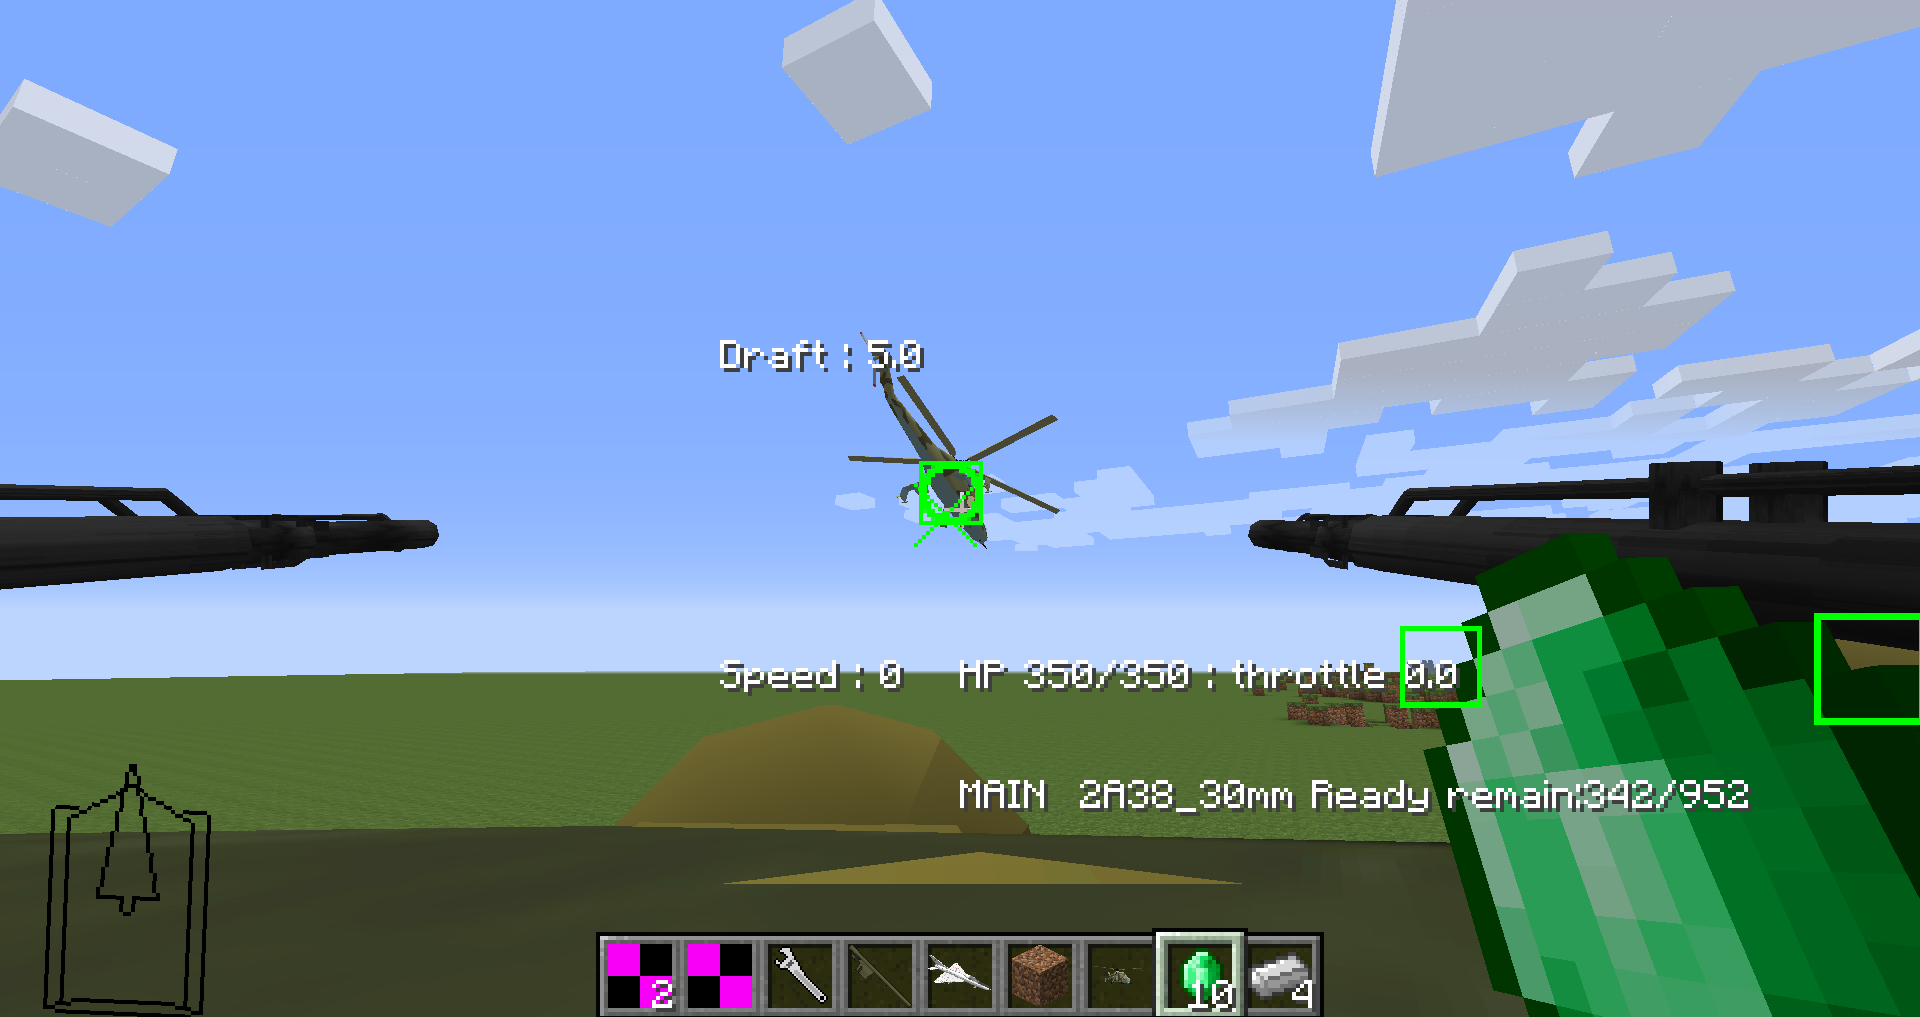 Draft : 5.0
Speed : 0 HP 350/350 : throttle 0.0
MAIN 2A38_30mm Ready remain:342/952
2 10 4